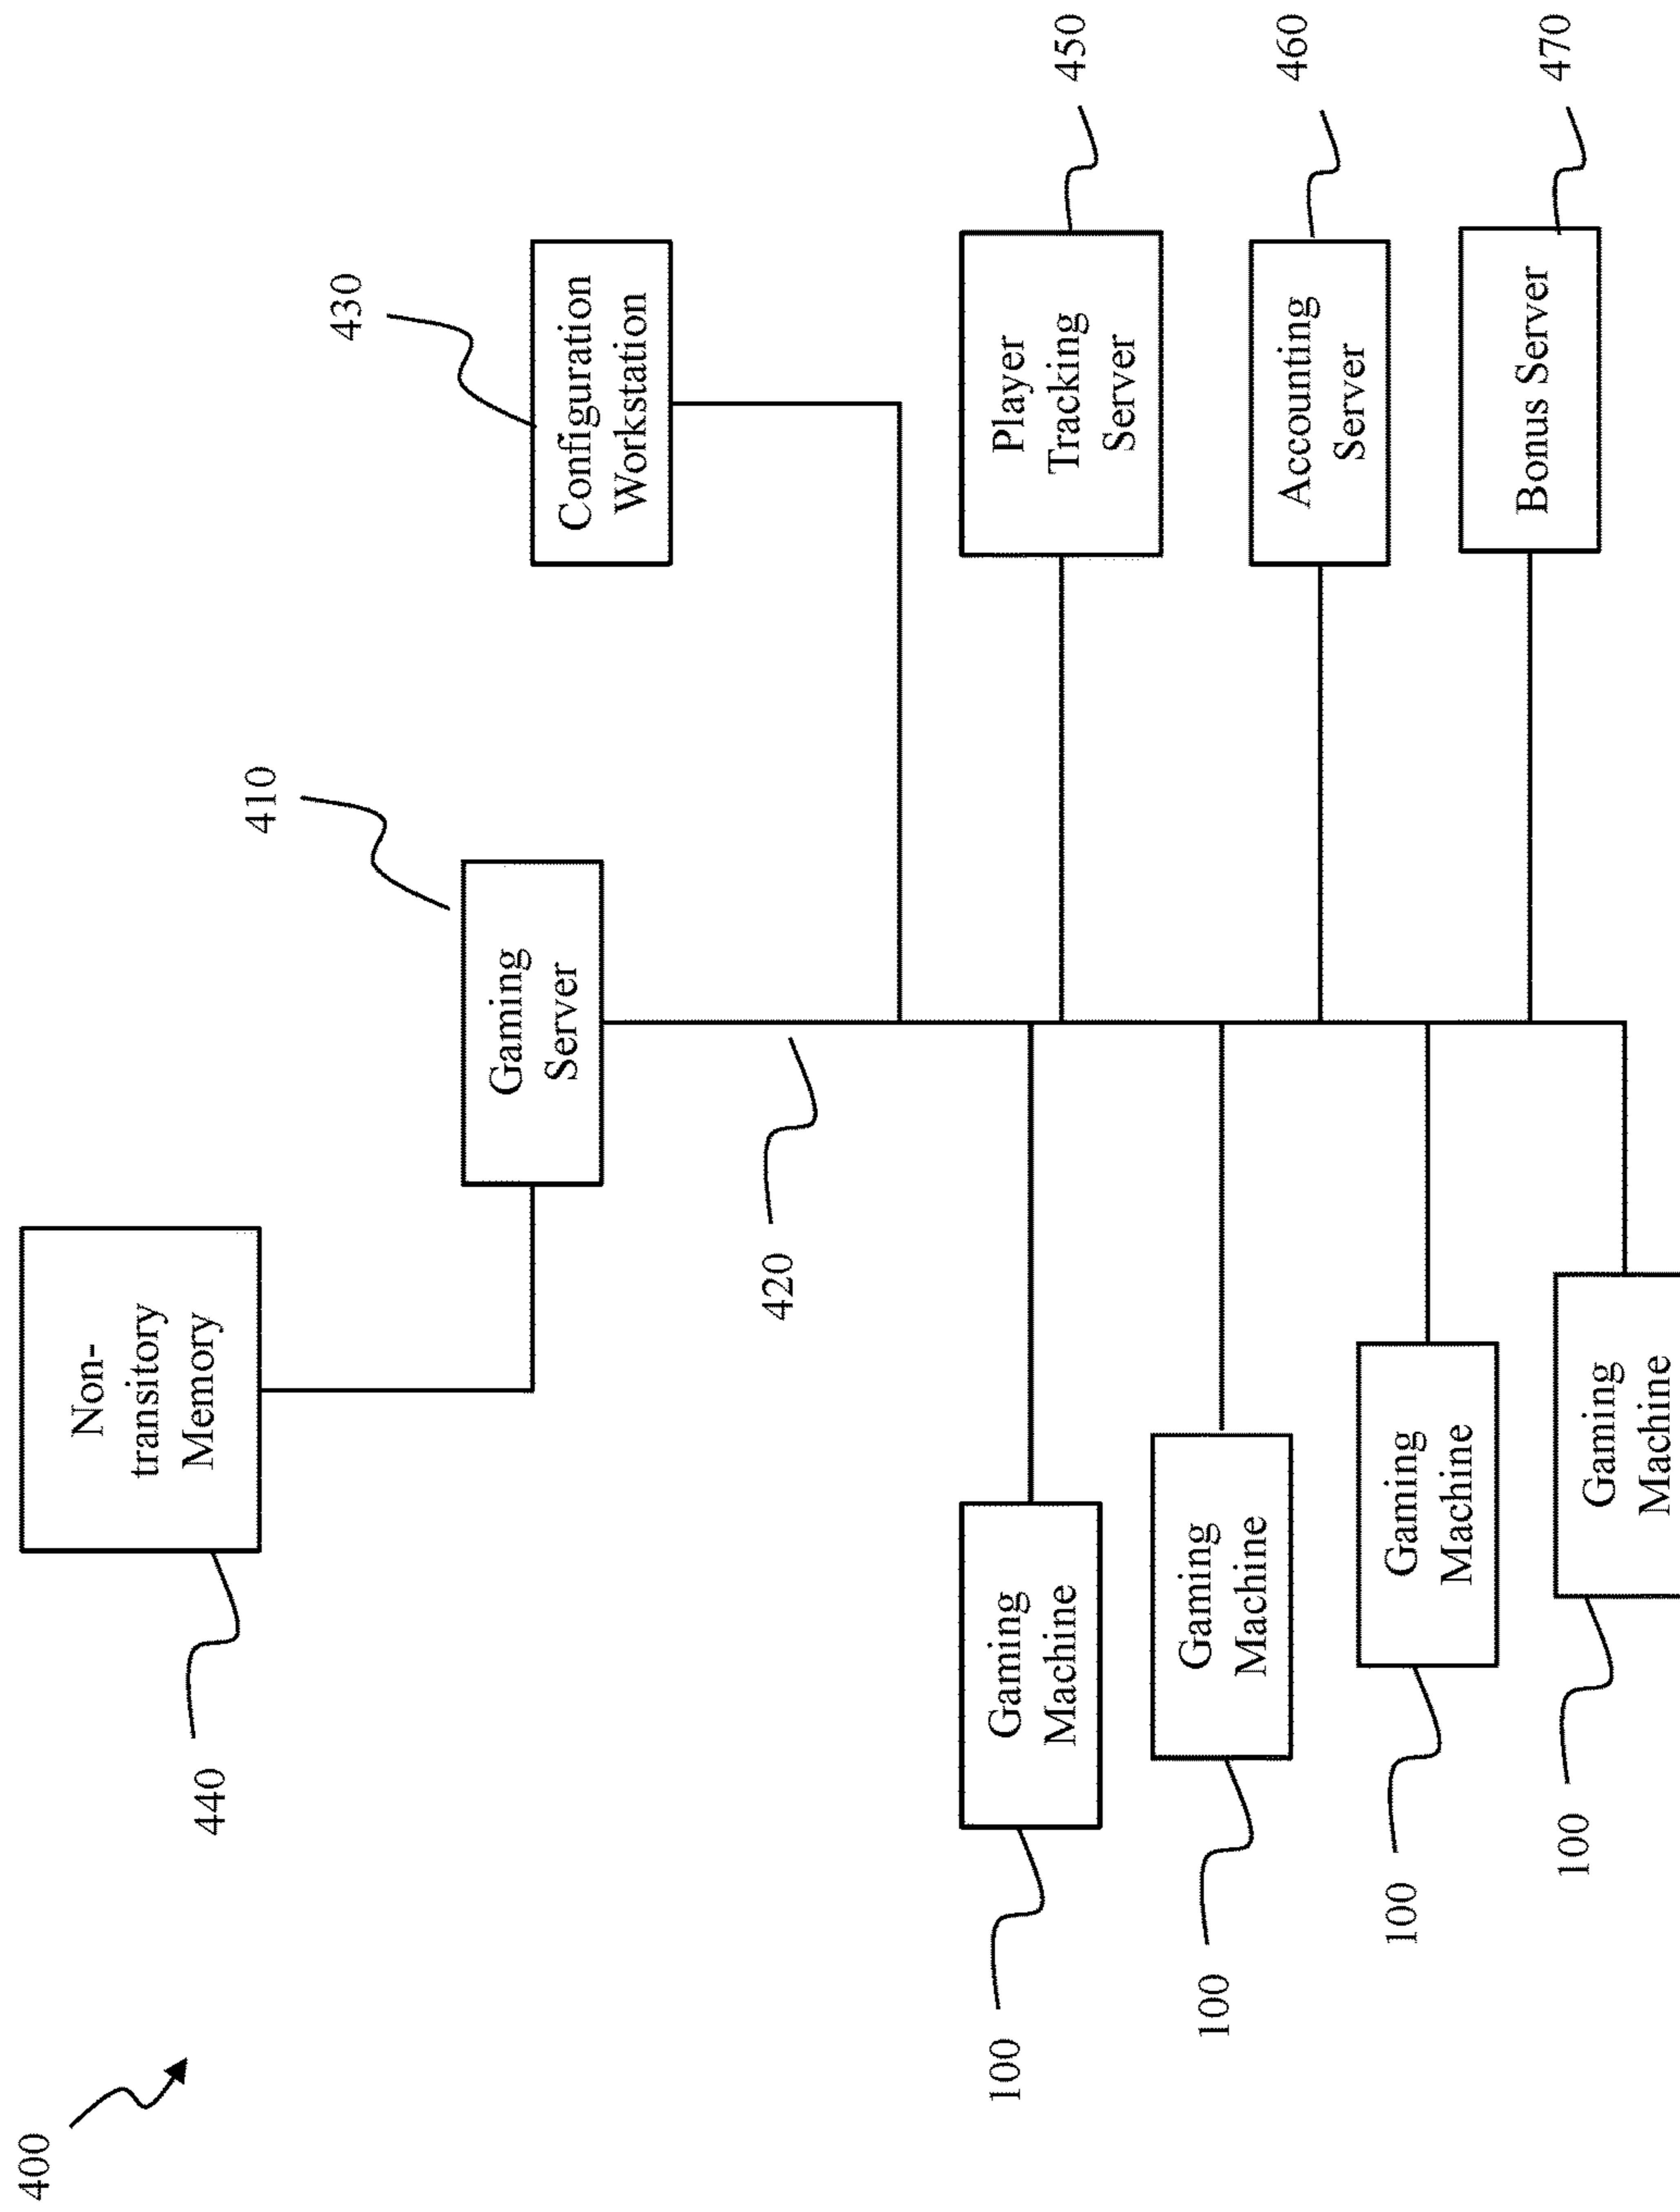 400
440
Non-
transitory
Memory
410
Gaming
Server
430
Configuration
Workstation
420
100
Gaming
Machine
100
Gaming
Machine
100
Gaming
Machine
100
Gaming
Machine
Player
Tracking
Server
450
Accounting
Server
460
Bonus Server
470